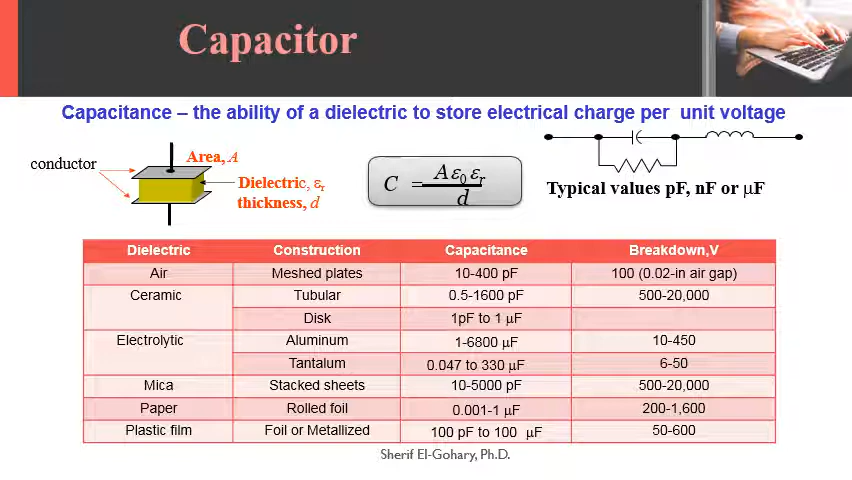 Capacitor
Capacitance – the ability of a dielectric to store electrical charge per unit voltage
conductor
Area, A
Dielectric, εr
thickness, d
C = Aε0 εr
d
Typical values pF, nF or μF
Dielectric Construction Capacitance Breakdown,V
Air Meshed plates 10-400 pF 100 (0.02-in air gap)
Ceramic Tubular 0.5-1600 pF 500-20,000
Disk 1pF to 1 μF
Electrolytic Aluminum 1-6800 μF 10-450
Tantalum 0.047 to 330 μF 6-50
Mica Stacked sheets 10-5000 pF 500-20,000
Paper Rolled foil 0.001-1 μF 200-1,600
Plastic film Foil or Metallized 100 pF to 100 μF 50-600
Sherif El-Gohary, Ph.D.